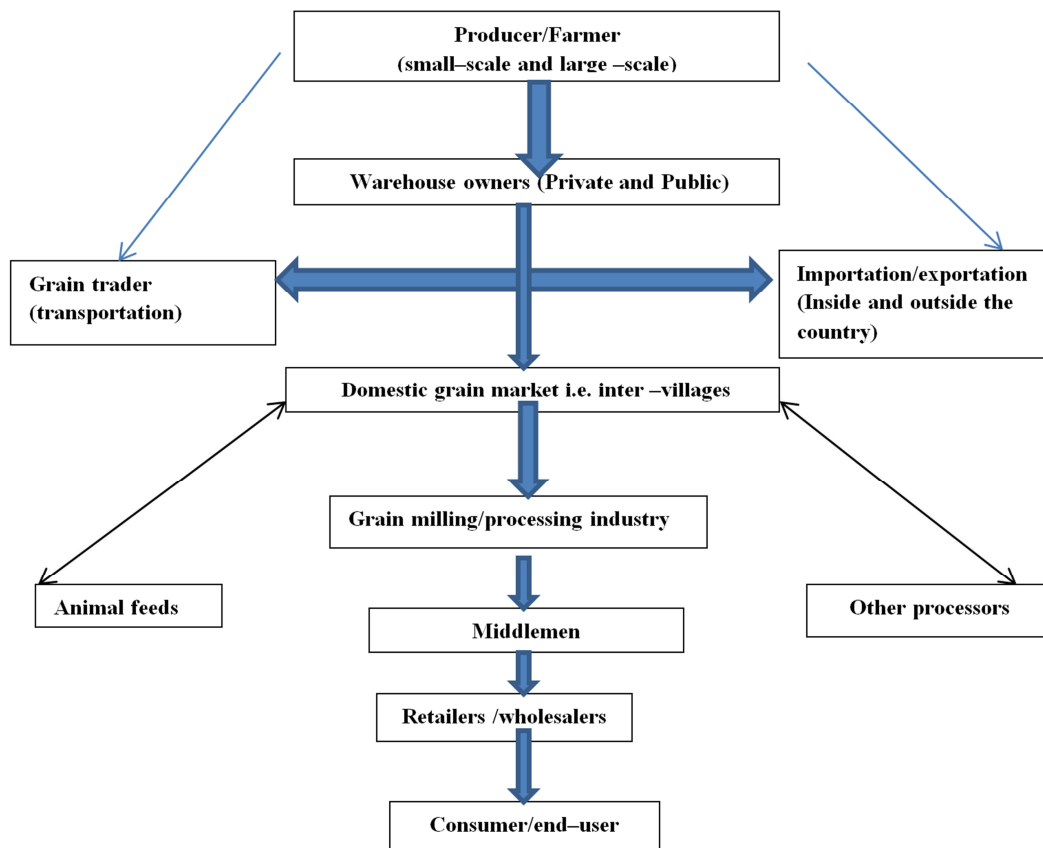 Producer/Farmer
(small–scale and large –scale)
Warehouse owners (Private and Public)
Grain trader
(transportation)
Importation/exportation
(Inside and outside the
country)
Domestic grain market i.e. inter –villages
Grain milling/processing industry
Animal feeds
Other processors
Middlemen
Retailers /wholesalers
Consumer/end–user